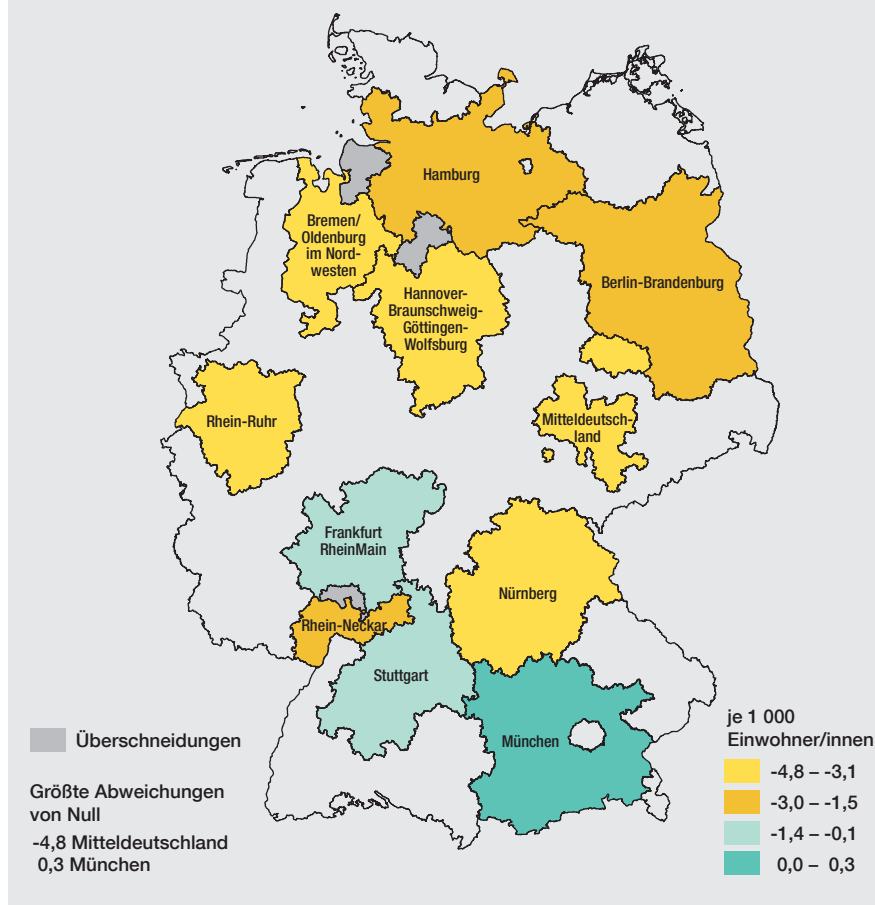 Hamburg
Bremen/
Oldenburg
im Nord-
westen
Berlin-Brandenburg
Hannover-
Braunschweig-
Göttingen-
Wolfsburg
Rhein-Ruhr
Mitteldeutsch-
land
Frankfurt
RheinMain
Nürnberg
Rhein-Neckar
Stuttgart
München
Überschneidungen
Größte Abweichungen
von Null
-4,8 Mitteldeutschland
0,3 München
je 1 000
Einwohner/innen
-4,8 – -3,1
-3,0 – -1,5
-1,4 – -0,1
0,0 – 0,3